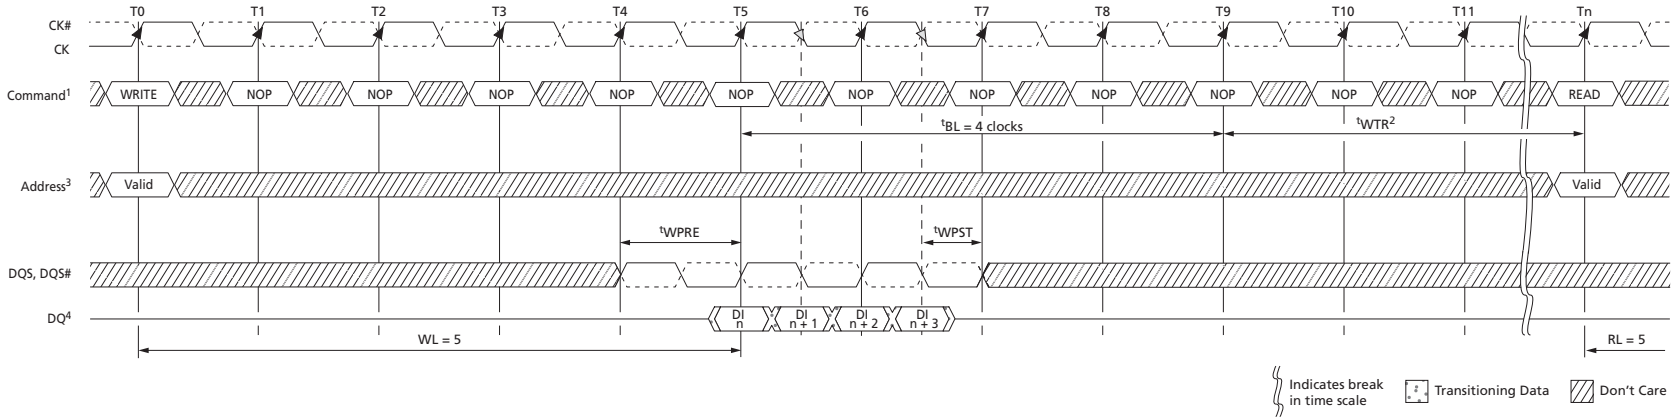 T0 T1 T2 T3 T4 T5 T6 T7 T8 T9 T10 T11 Tn
CK#
CK
Command¹ WRITE NOP NOP NOP NOP NOP NOP NOP NOP NOP NOP NOP READ
ᵗBL = 4 clocks ᵗWTR²
Address³ Valid Valid
ᵗWPRE ᵗWPST
DQS, DQS#
DQ⁴ DI n DI n + 1 DI n + 2 DI n + 3
WL = 5 RL = 5
Indicates break in time scale
Transitioning Data
Don't Care